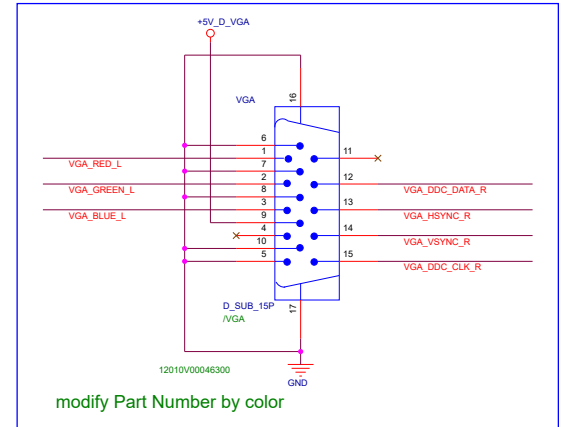 +5V_D_VGA
VGA
16
6
1
11
VGA_RED_L
7
2
12
VGA_GREEN_L
VGA_DDC_DATA_R
8
3
13
VGA_BLUE_L
VGA_HSYNC_R
9
4
14
VGA_VSYNC_R
10
5
15
VGA_DDC_CLK_R
D_SUB_15P
17
/VGA
12010V00046300
GND
modify Part Number by color